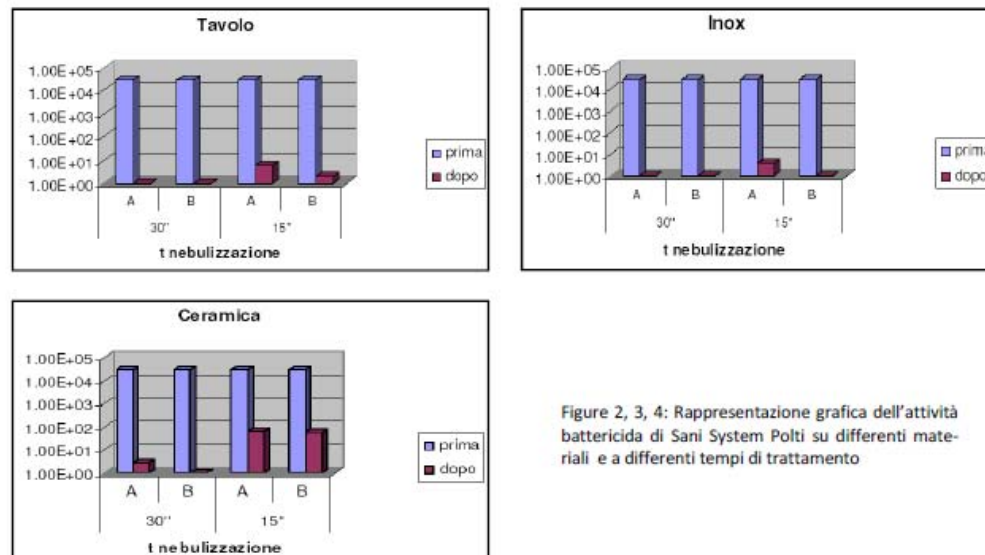 Tavolo
1.00E+05
1.00E+04
1.00E+03
1.00E+02
1.00E+01
1.00E+00
A B A B
30" 15"
t nebulizzazione
prima
dopo
Inox
1.00E+05
1.00E+04
1.00E+03
1.00E+02
1.00E+01
1.00E+00
A B A B
30" 15"
t nebulizzazione
prima
dopo
Ceramica
1.00E+05
1.00E+04
1.00E+03
1.00E+02
1.00E+01
1.00E+00
A B A B
30" 15"
t nebulizzazione
prima
dopo
Figure 2, 3, 4: Rappresentazione grafica dell'attività
battericida di Sani System Polti su differenti mate-
riali e a differenti tempi di trattamento